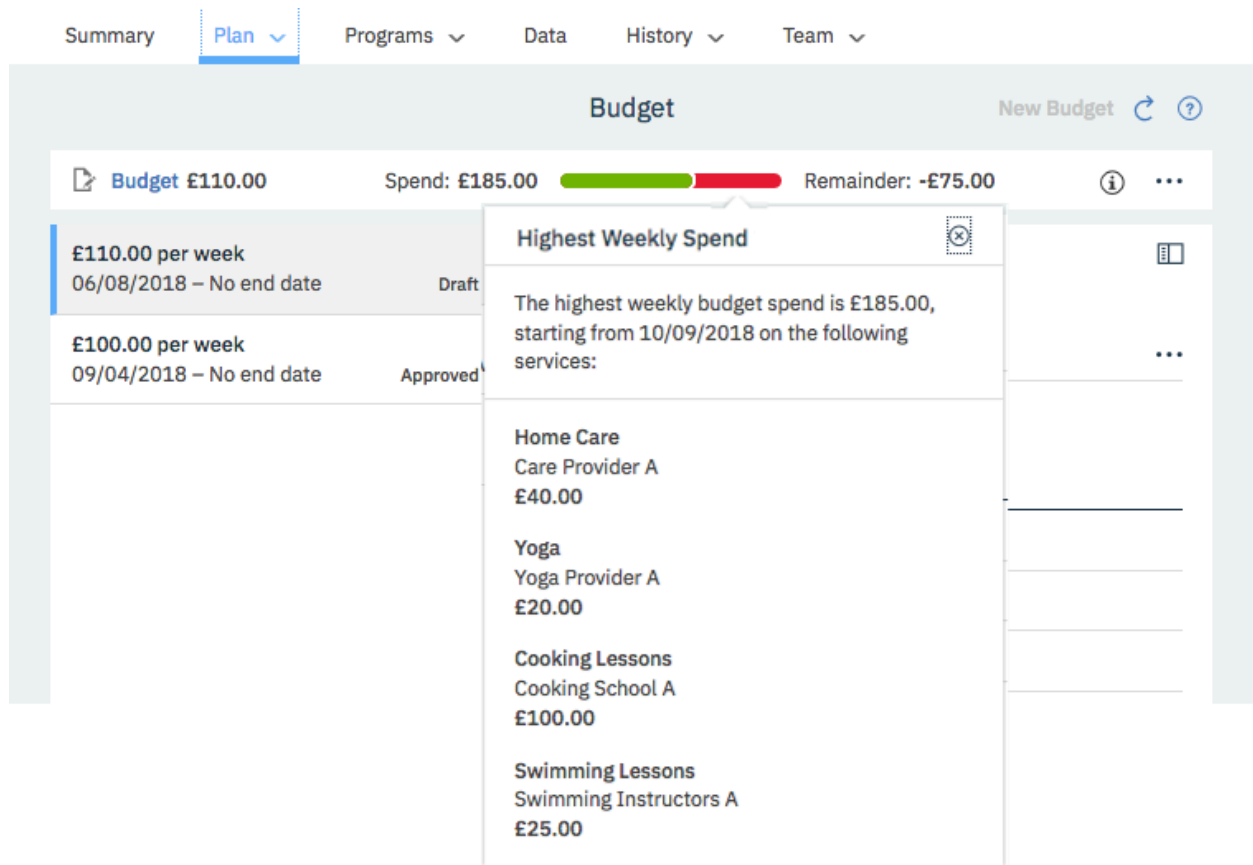 Summary Plan Programs Data History Team
Budget
New Budget
Budget £110.00 Spend: £185.00 Remainder: -£75.00
£110.00 per week
06/08/2018 – No end date Draft
£100.00 per week
09/04/2018 – No end date Approved
Highest Weekly Spend
The highest weekly budget spend is £185.00,
starting from 10/09/2018 on the following
services:
Home Care
Care Provider A
£40.00
Yoga
Yoga Provider A
£20.00
Cooking Lessons
Cooking School A
£100.00
Swimming Lessons
Swimming Instructors A
£25.00